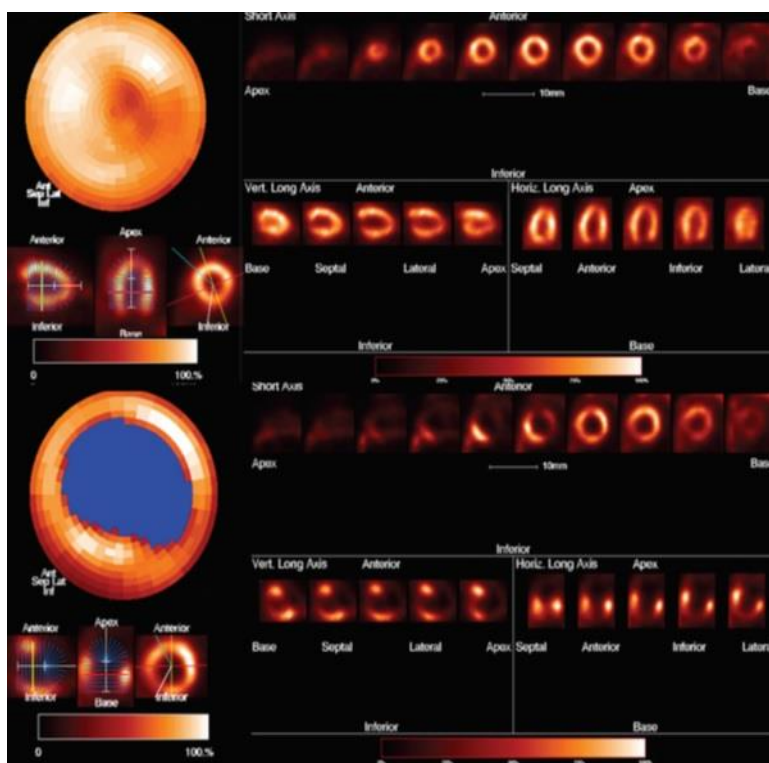 Short Axis Anterior
Apex 10mm Base
Inferior
Vert. Long Axis Anterior Horiz. Long Axis Apex
Base Septal Lateral Apex Septal Anterior Inferior Lateral
Inferior Base
Ant
Sep Lat
Anterior Apex Anterior
Inferior Base Inferior
0 100.%
Short Axis Anterior
Apex 10mm Base
Inferior
Vert. Long Axis Anterior Horiz. Long Axis Apex
Base Septal Lateral Apex Septal Anterior Inferior
Inferior Base
Ant
Sep Lat
Inf
Anterior Apex Anterior
Inferior Base Inferior
0 100.%